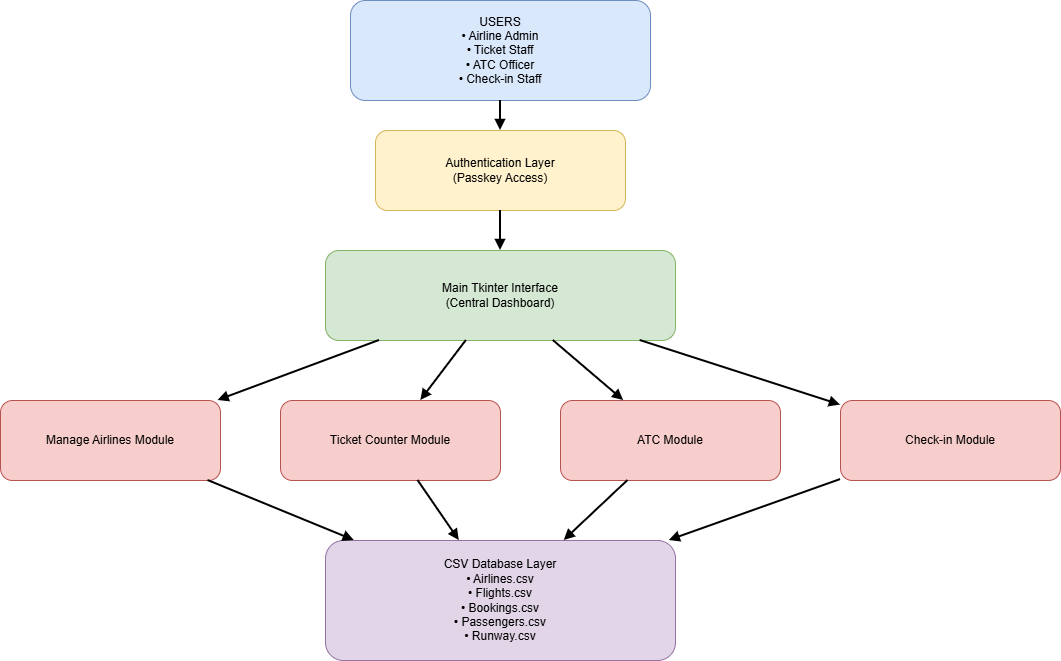 USERS
• Airline Admin
• Ticket Staff
• ATC Officer
• Check-in Staff
Authentication Layer
(Passkey Access)
Main Tkinter Interface
(Central Dashboard)
Manage Airlines Module
Ticket Counter Module
ATC Module
Check-in Module
CSV Database Layer
• Airlines.csv
• Flights.csv
• Bookings.csv
• Passengers.csv
• Runway.csv